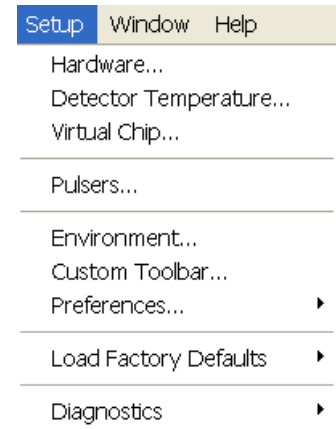 Setup Window Help
Hardware...
Detector Temperature...
Virtual Chip...
Pulsers...
Environment...
Custom Toolbar...
Preferences...
Load Factory Defaults
Diagnostics